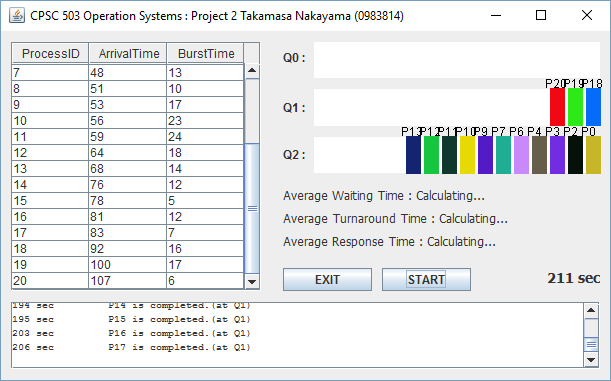 CPSC 503 Operation Systems : Project 2 Takamasa Nakayama (0983814)
ProcessID ArrivalTime BurstTime
7 48 13
8 51 10
9 53 17
10 56 23
11 59 24
12 64 18
13 68 14
14 76 12
15 78 5
16 81 12
17 83 7
18 92 16
19 100 17
20 107 6
Q0 :
P20 P19 P18
Q1 :
P13 P12 P11 P10 P9 P7 P6 P4 P3 P2 P0
Q2 :
Average Waiting Time : Calculating...
Average Turnaround Time : Calculating...
Average Response Time : Calculating...
EXIT START 211 sec
194 sec P14 is completed.(at Q1)
195 sec P15 is completed.(at Q1)
203 sec P16 is completed.(at Q1)
206 sec P17 is completed.(at Q1)